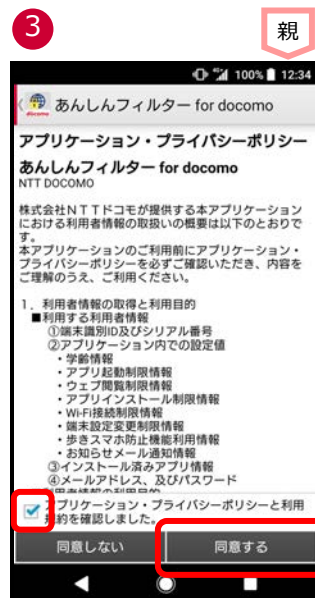 3
親
100% 12:34
docomo
あんしんフィルター for docomo
アプリケーション・プライバシーポリシー
あんしんフィルター for docomo
NTT DOCOMO
株式会社NTTドコモが提供する本アプリケーション
における利用者情報の取扱いの概要は以下のとおりで
す。
本アプリケーションのご利用前にアプリケーション・
プライバシーポリシーを必ずご確認いただき、内容を
ご理解のうえ、ご利用ください。
1．利用者情報の取得と利用目的
■利用する利用者情報
①端末識別ID及びシリアル番号
②アプリケーション内での設定値
・学齢情報
・アプリ起動制限情報
・ウェブ閲覧制限情報
・アプリインストール制限情報
・Wi-Fi接続制限情報
・端末設定変更制限情報
・歩きスマホ防止機能利用情報
・お知らせメール通知情報
③インストール済みアプリ情報
④メールアドレス、及びパスワード
アプリケーション・プライバシーポリシーと利用
規約を確認しました。
同意しない
同意する